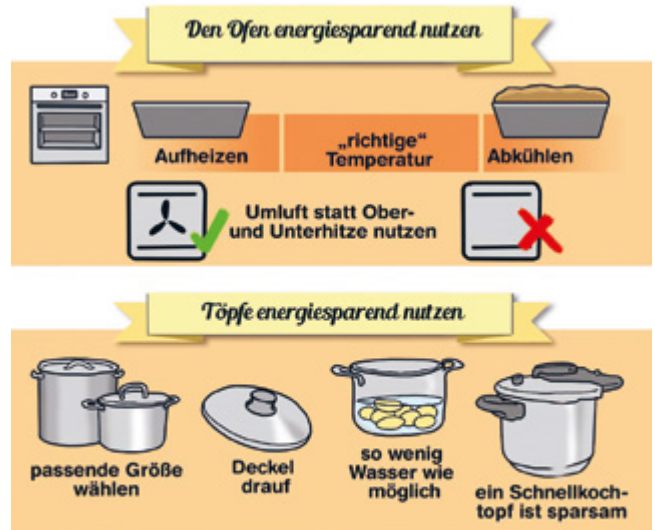 Den Ofen energiesparend nutzen
Aufheizen
„richtige“
Temperatur
Abkühlen
Umluft statt Ober-
und Unterhitze nutzen
Töpfe energiesparend nutzen
passende Größe
wählen
Deckel
drauf
so wenig
Wasser wie
möglich
ein Schnellkoch-
topf ist sparsam